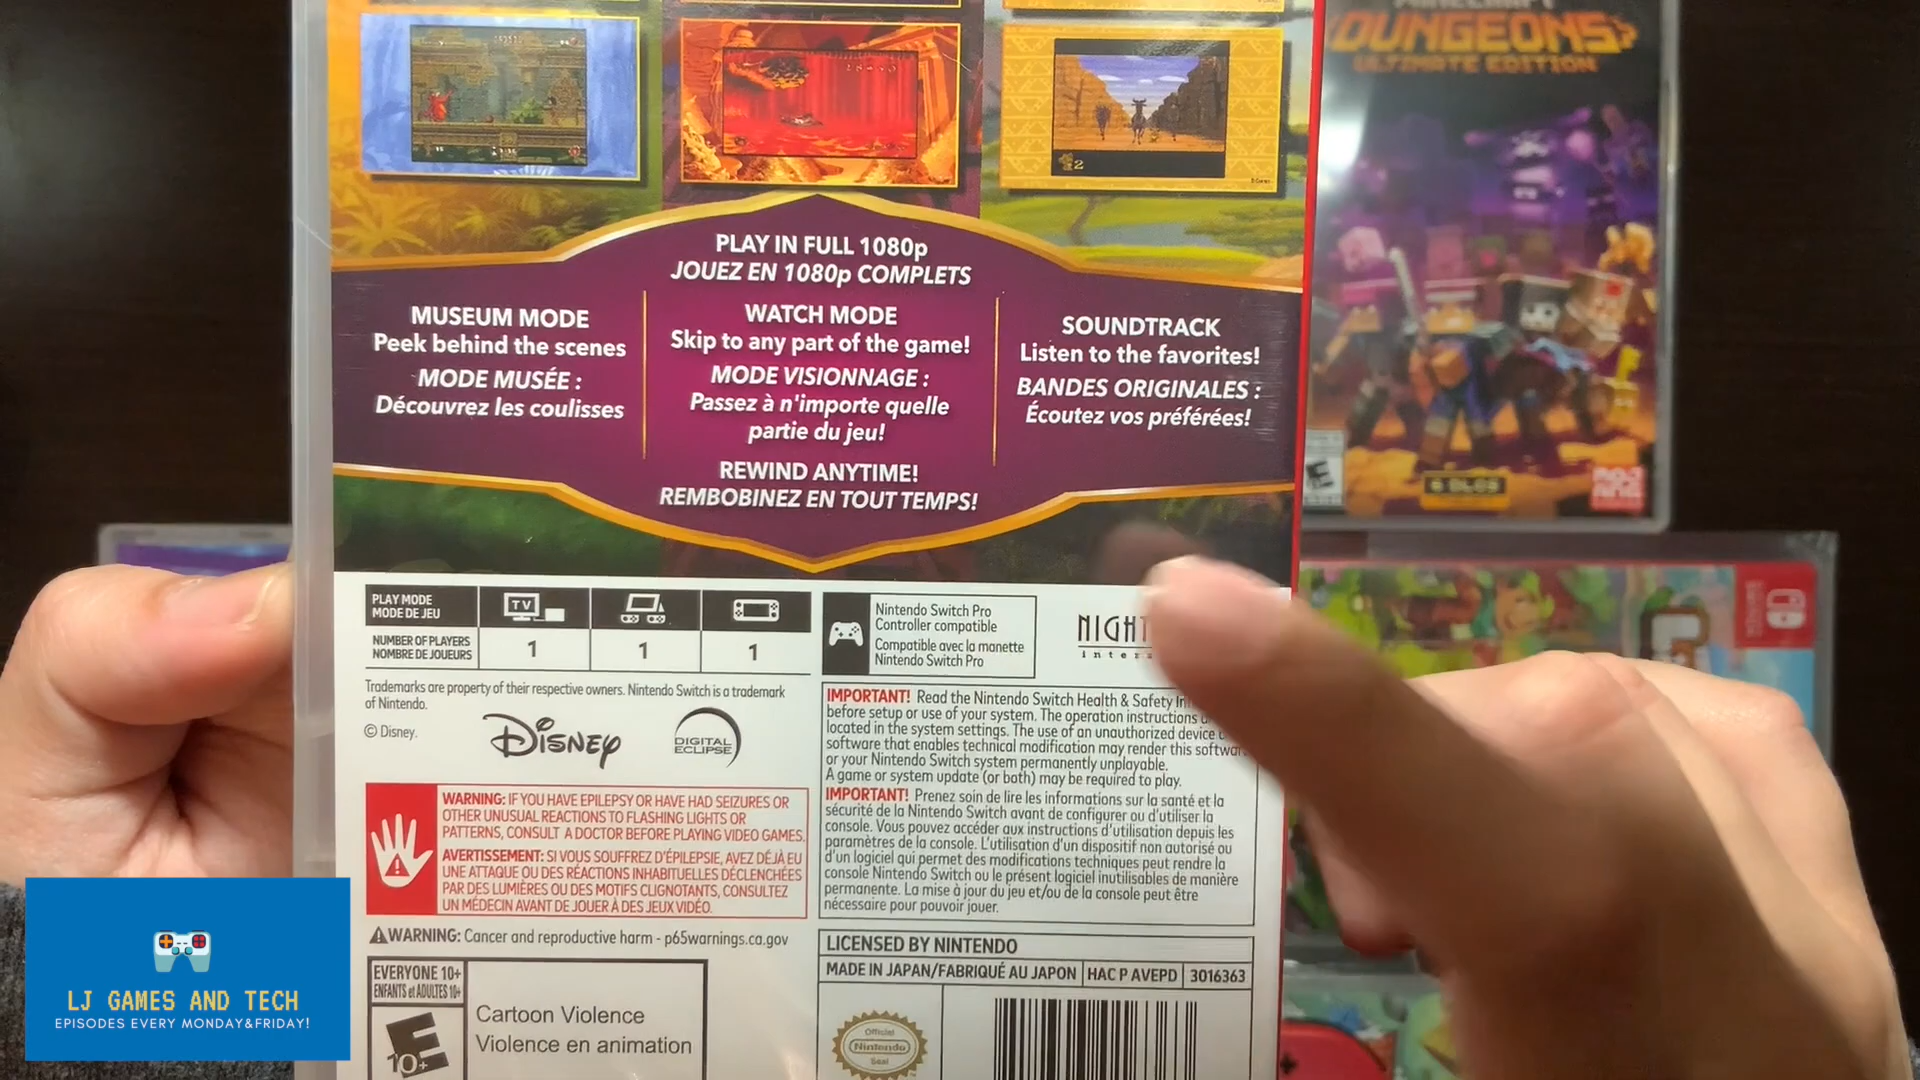 DUNGEONS
ULTIMATE EDITION
2
PLAY IN FULL 1080p
JOUEZ EN 1080p COMPLETS
MUSEUM MODE
Peek behind the scenes
MODE MUSÉE :
Découvrez les coulisses
WATCH MODE
Skip to any part of the game!
MODE VISIONNAGE :
Passez à n'importe quelle
partie du jeu!
SOUNDTRACK
Listen to the favorites!
BANDES ORIGINALES :
Écoutez vos préférées!
REWIND ANYTIME!
REMBOBINEZ EN TOUT TEMPS!
E
PLAY MODE
MODE DE JEU
TV
NUMBER OF PLAYERS
NOMBRE DE JOUEURS
1
1
1
Nintendo Switch Pro
Controller compatible
Compatible avec la manette
Nintendo Switch Pro
Trademarks are property of their respective owners. Nintendo Switch is a trademark
of Nintendo.
© Disney.
Disney
DIGITAL
ECLIPSE
IMPORTANT! Read the Nintendo Switch Health & Safety
before setup or use of your system. The operation instructions
located in the system settings. The use of an unauthorized device
software that enables technical modification may render this
or your Nintendo Switch system permanently unplayable.
A game or system update (or both) may be required to play.
IMPORTANT! Prenez soin de lire les informations sur la santé et la
sécurité de la Nintendo Switch avant de configurer ou d'utiliser la
console. Vous pouvez accéder aux instructions d'utilisation depuis les
paramètres de la console. L'utilisation d'un dispositif non autorisé ou
d'un logiciel qui permet des modifications techniques peut rendre la
console Nintendo Switch ou le présent logiciel inutilisables de manière
permanente. La mise à jour du jeu et/ou de la console peut être
nécessaire pour pouvoir jouer.
WARNING: IF YOU HAVE EPILEPSY OR HAVE HAD SEIZURES OR
OTHER UNUSUAL REACTIONS TO FLASHING LIGHTS OR
PATTERNS, CONSULT A DOCTOR BEFORE PLAYING VIDEO GAMES.
AVERTISSEMENT: SI VOUS SOUFFREZ D'ÉPILEPSIE, AVEZ DÉJÀ EU
UNE ATTAQUE OU DES RÉACTIONS INHABITUELLES DÉCLENCHÉES
PAR DES LUMIÈRES OU DES MOTIFS CLIGNOTANTS, CONSULTEZ
UN MÉDECIN AVANT DE JOUER À DES JEUX VIDÉO.
WARNING: Cancer and reproductive harm - p65warnings.ca.gov
LICENSED BY NINTENDO
MADE IN JAPAN/FABRIQUÉ AU JAPON HAC P AVEPD 3016363
EVERYONE 10+
ENFANTS et ADULTES 10+
E
10+
Cartoon Violence
Violence en animation
Official
Nintendo
Seal
LJ GAMES AND TECH
EPISODES EVERY MONDAY&FRIDAY!